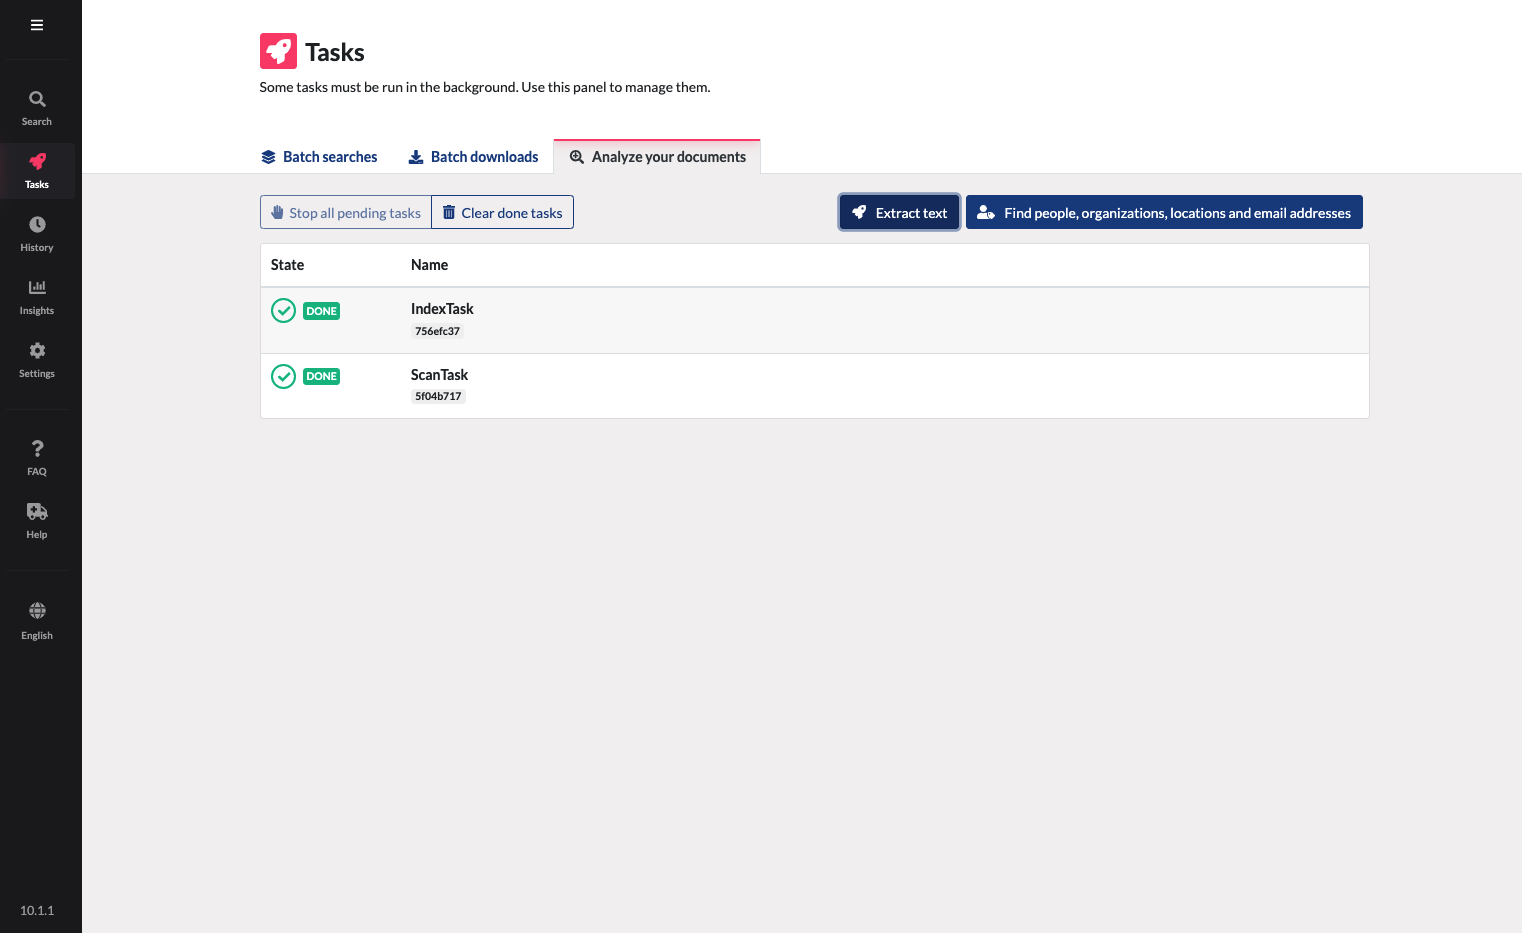 Search
Tasks
History
Insights
Settings
FAQ
Help
English
10.1.1
Tasks
Some tasks must be run in the background. Use this panel to manage them.
Batch searches
Batch downloads
Analyze your documents
Stop all pending tasks
Clear done tasks
Extract text
Find people, organizations, locations and email addresses
State Name
DONE IndexTask
756efc37
DONE ScanTask
5f04b717